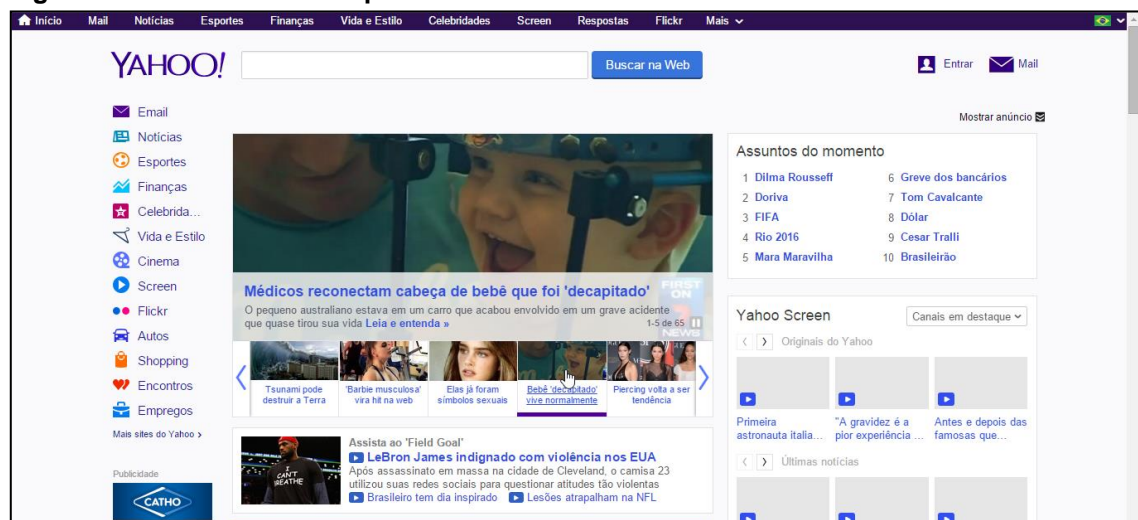 Início Mail Notícias Esportes Finanças Vida e Estilo Celebridades Screen Respostas Flickr Mais
YAHOO!
Buscar na Web
Entrar
Mail
Email
Notícias
Esportes
Finanças
Celebrida...
Vida e Estilo
Cinema
Screen
Flickr
Autos
Shopping
Encontros
Empregos
Mais sites do Yahoo >
Publicidade
CATHO
Médicos reconectam cabeça de bebê que foi 'decapitado'
O pequeno australiano estava em um carro que acabou envolvido em um grave acidente
que quase tirou sua vida Leia e entenda »
1-5 de 65
FIRST
ON
NEWS
Tsunami pode
destruir a Terra
'Barbie musculosa'
vira hit na web
Elas já foram
símbolos sexuais
Bebê 'decapitado'
vive normalmente
Piercing volta a ser
tendência
I
CAN'T
BREATHE
Assista ao 'Field Goal'
LeBron James indignado com violência nos EUA
Após assassinato em massa na cidade de Cleveland, o camisa 23
utilizou suas redes sociais para questionar atitudes tão violentas
Brasileiro tem dia inspirado Lesões atrapalham na NFL
Mostrar anúncio
Assuntos do momento
1 Dilma Rousseff
2 Doriva
3 FIFA
4 Rio 2016
5 Mara Maravilha
6 Greve dos bancários
7 Tom Cavalcante
8 Dólar
9 Cesar Tralli
10 Brasileirão
Yahoo Screen
Canais em destaque
Originais do Yahoo
Primeira
astronauta italia...
"A gravidez é a
pior experiência ...
Antes e depois das
famosas que...
Últimas notícias